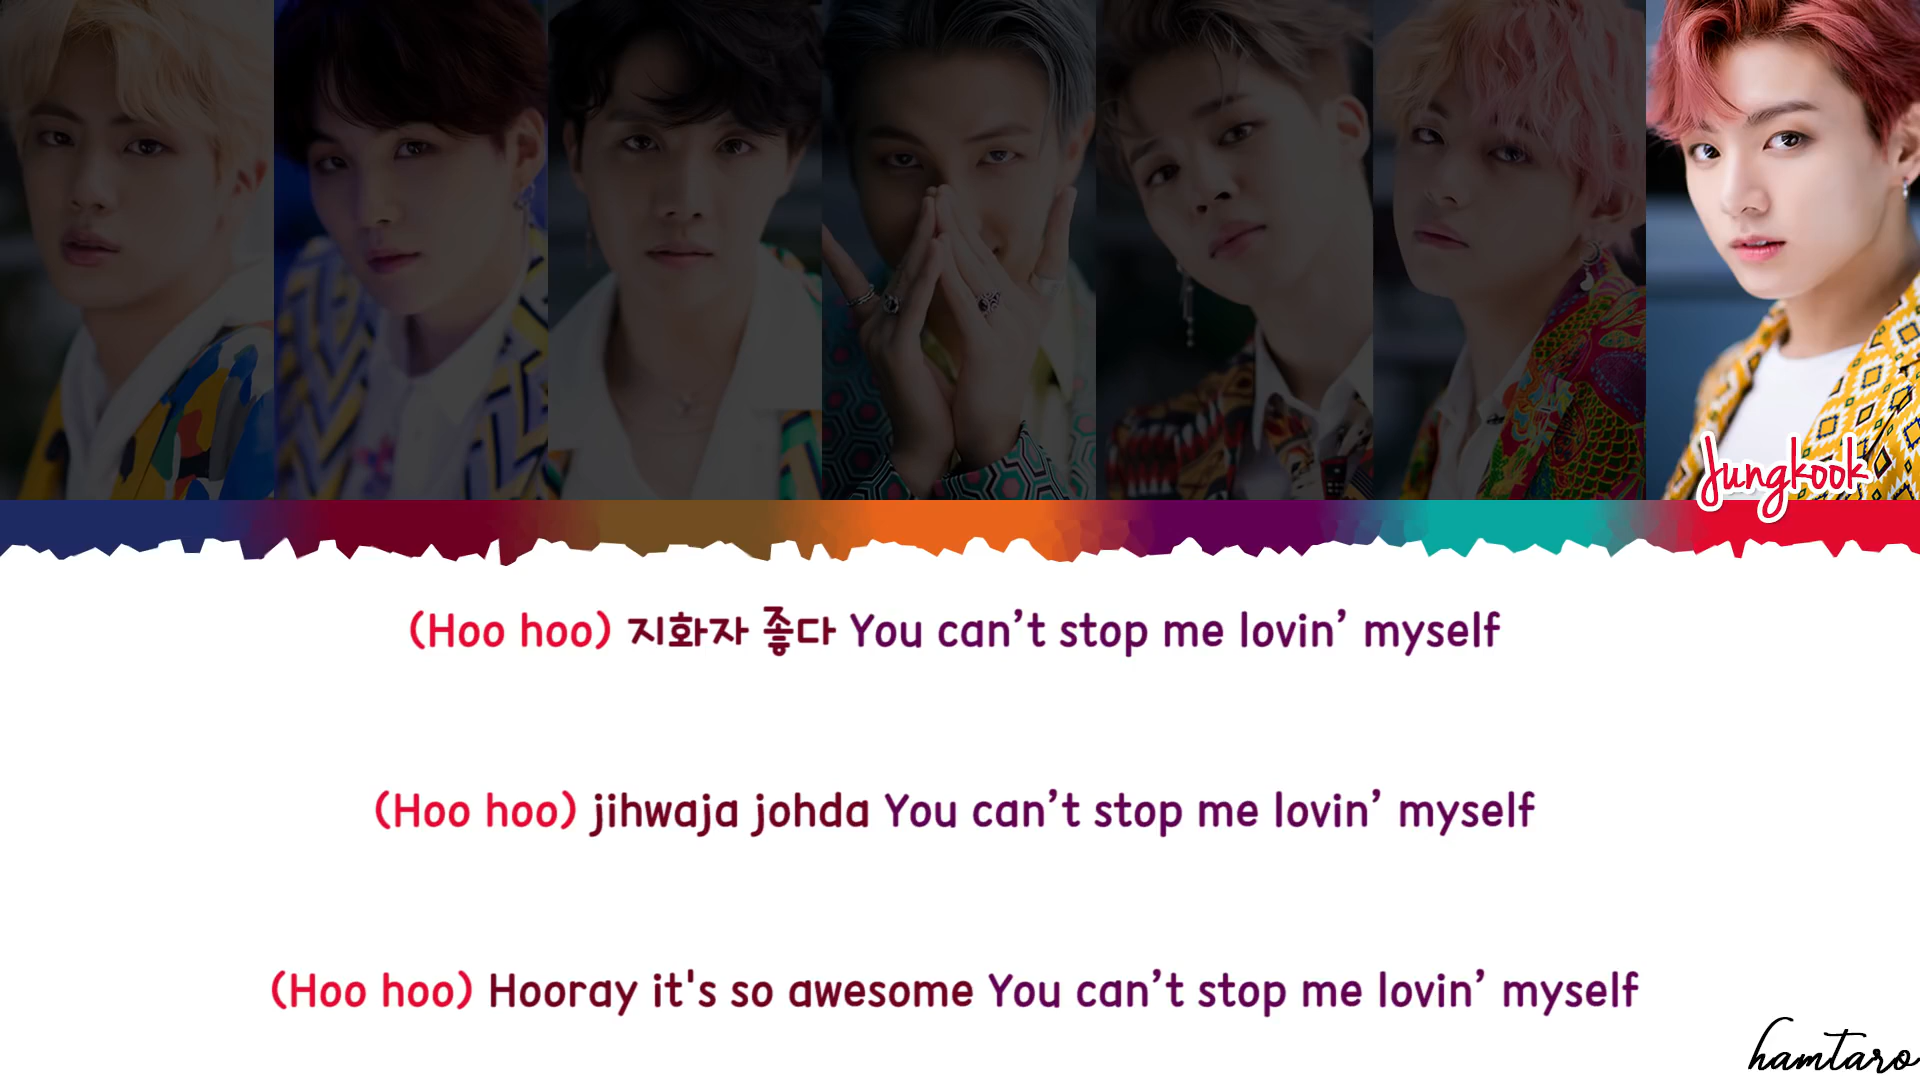 Jungkook
(Hoo hoo) 지화자 좋다 You can’t stop me lovin’ myself
(Hoo hoo) jihwaja johda You can’t stop me lovin’ myself
(Hoo hoo) Hooray it's so awesome You can’t stop me lovin’ myself
hamtaro